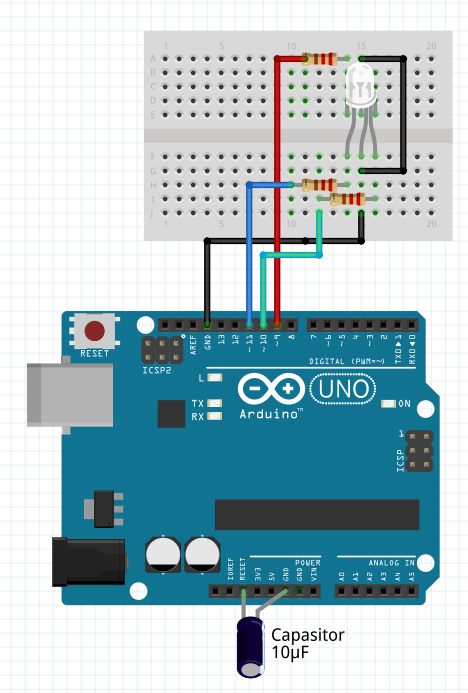 1 5 10 15 20
A
B
C
D
E
F
G
H
I
J
1 5 10 15 20
RESET
ICSP2
AREF
GND
13
12
~11
~10
~9
8
7
~6
~5
4
~3
2
TXD▶1
RXD◀0
DIGITAL (PWM=~)
L
TX
RX
UNO
Arduino™
ON
1
ICSP
POWER
ANALOG IN
IOREF
RESET
3V3
5V
GND
GND
VIN
A0
A1
A2
A3
A4
A5
Capasitor
10µF